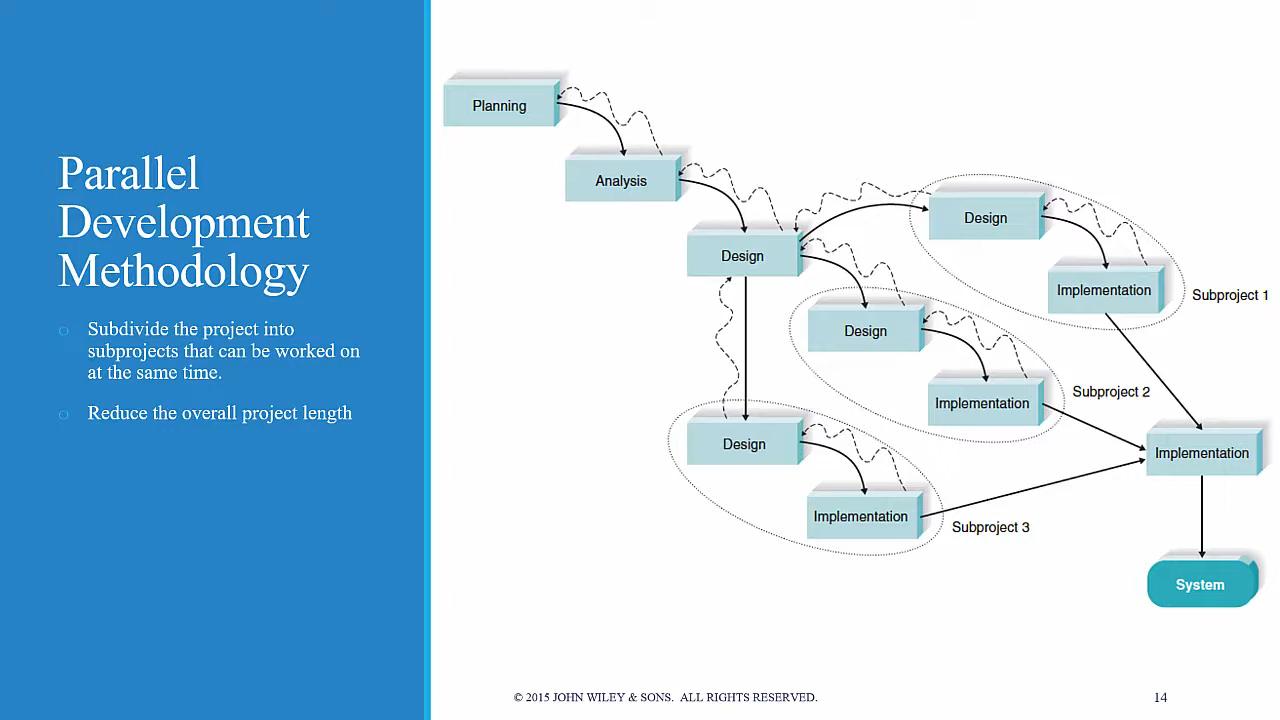 Parallel
Development
Methodology
Subdivide the project into
subprojects that can be worked on
at the same time.
Reduce the overall project length
Planning
Analysis
Design
Design
Implementation
Subproject 1
Design
Implementation
Subproject 2
Design
Implementation
Subproject 3
Implementation
System
© 2015 JOHN WILEY & SONS. ALL RIGHTS RESERVED.
14